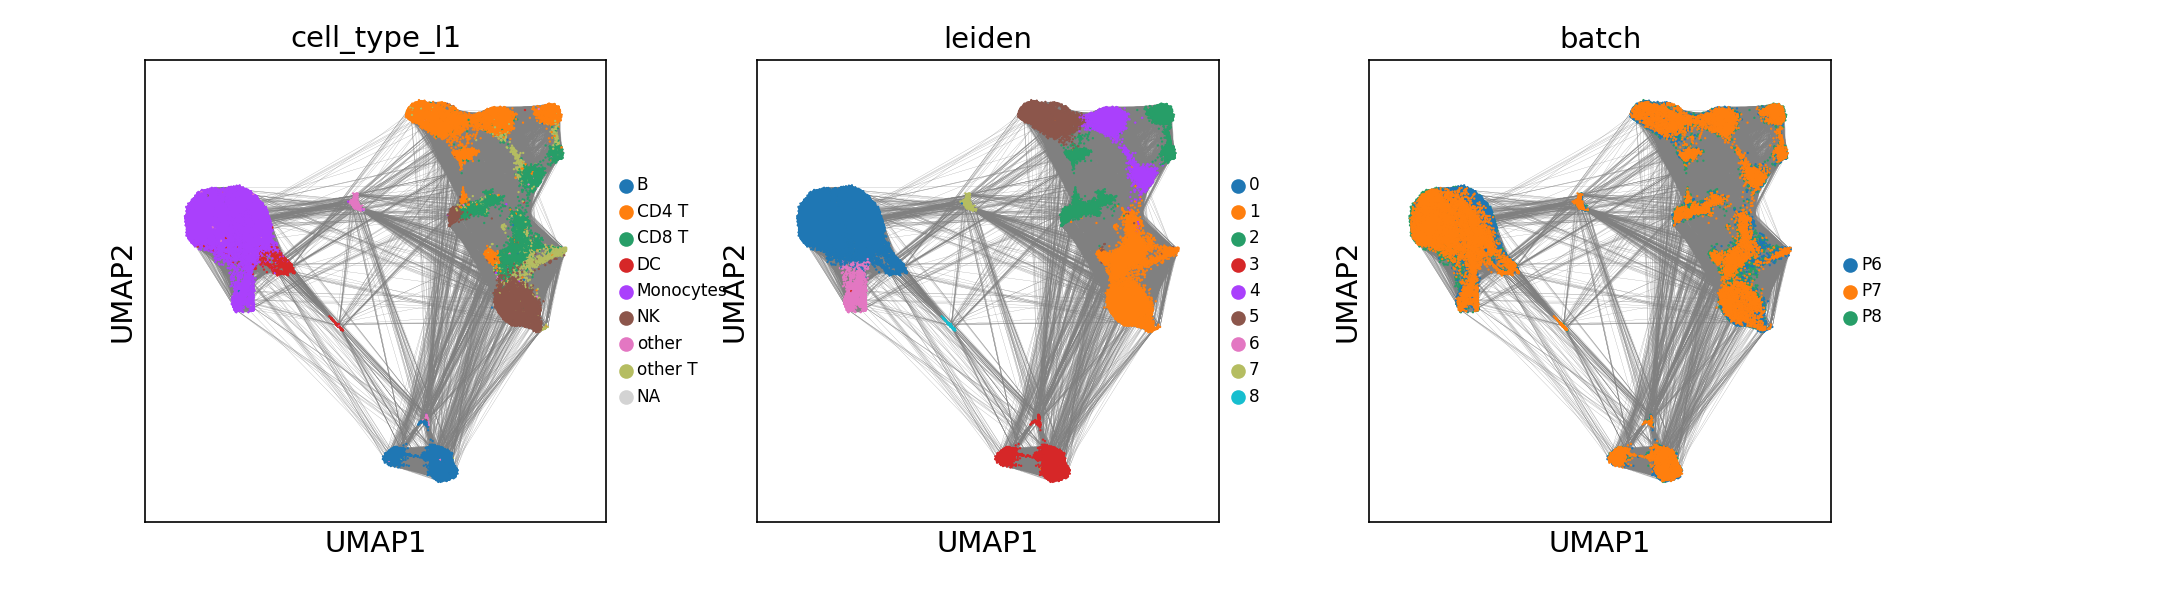 cell_type_l1
UMAP2
UMAP1
B
CD4 T
CD8 T
DC
Monocytes
NK
other
other T
NA
leiden
UMAP2
UMAP1
0
1
2
3
4
5
6
7
8
batch
UMAP2
UMAP1
P6
P7
P8